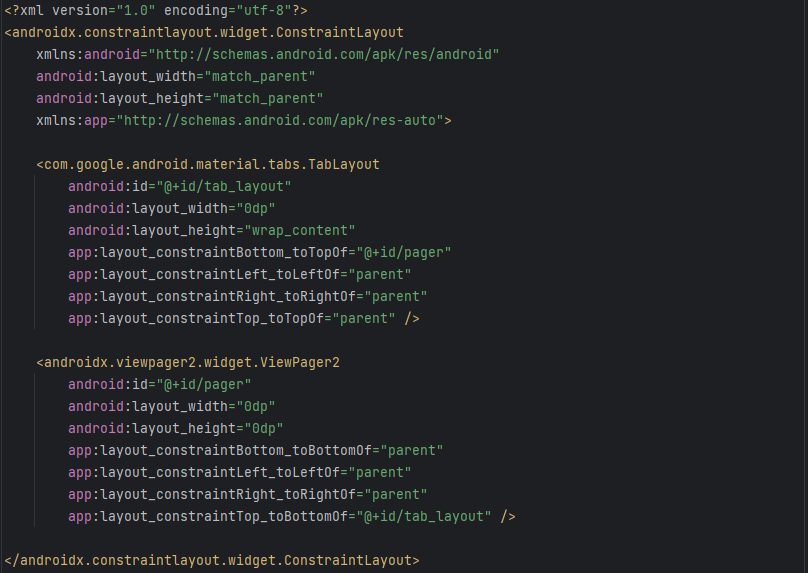 <?xml version="1.0" encoding="utf-8"?>
<androidx.constraintlayout.widget.ConstraintLayout
    xmlns:android="http://schemas.android.com/apk/res/android"
    android:layout_width="match_parent"
    android:layout_height="match_parent"
    xmlns:app="http://schemas.android.com/apk/res-auto">

    <com.google.android.material.tabs.TabLayout
        android:id="@+id/tab_layout"
        android:layout_width="0dp"
        android:layout_height="wrap_content"
        app:layout_constraintBottom_toTopOf="@+id/pager"
        app:layout_constraintLeft_toLeftOf="parent"
        app:layout_constraintRight_toRightOf="parent"
        app:layout_constraintTop_toTopOf="parent" />

    <androidx.viewpager2.widget.ViewPager2
        android:id="@+id/pager"
        android:layout_width="0dp"
        android:layout_height="0dp"
        app:layout_constraintBottom_toBottomOf="parent"
        app:layout_constraintLeft_toLeftOf="parent"
        app:layout_constraintRight_toRightOf="parent"
        app:layout_constraintTop_toBottomOf="@+id/tab_layout" />

</androidx.constraintlayout.widget.ConstraintLayout>